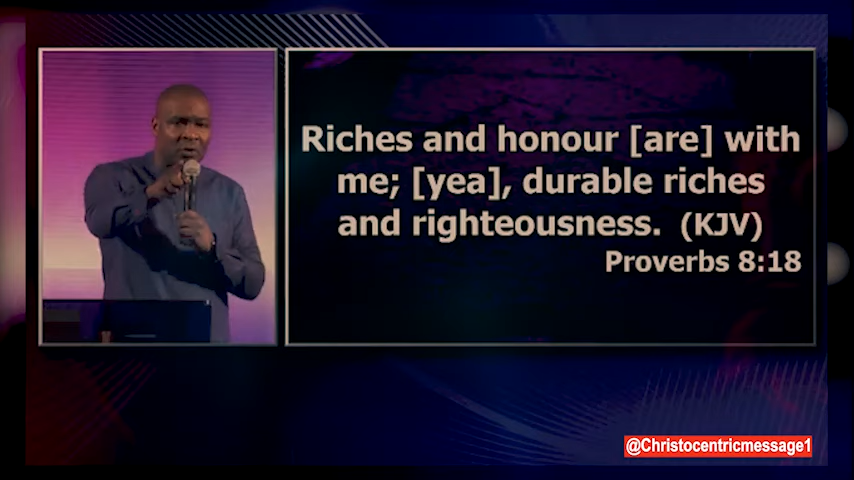 Riches and honour [are] with
me; [yea], durable riches
and righteousness. (KJV)
Proverbs 8:18
@Christocentricmessage1